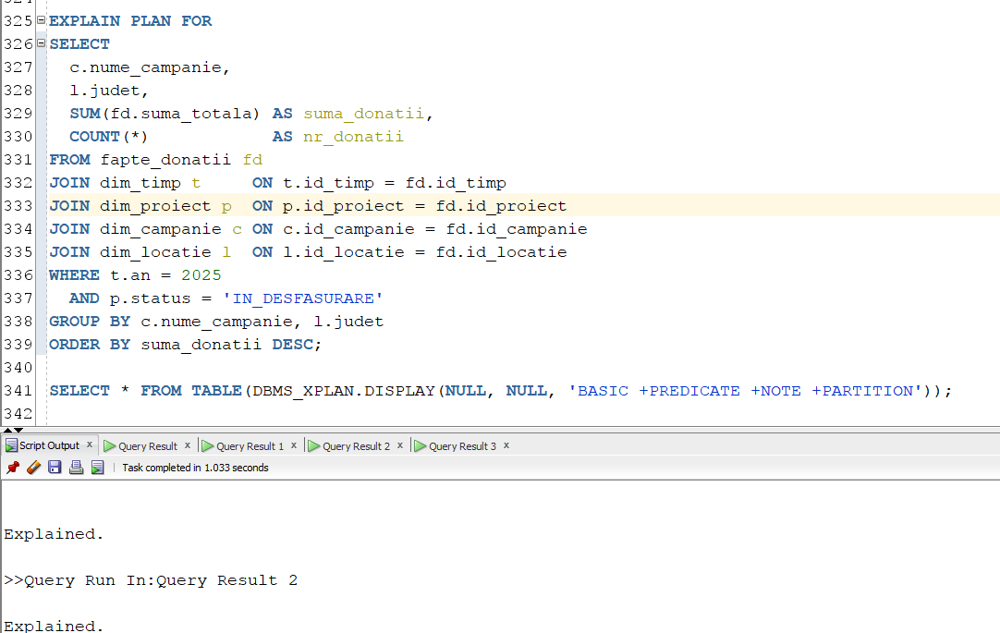 325 EXPLAIN PLAN FOR
326 SELECT
327 c.nume_campanie,
328 l.judet,
329 SUM(fd.suma_totala) AS suma_donatii,
330 COUNT(*) AS nr_donatii
331 FROM fapte_donatii fd
332 JOIN dim_timp t ON t.id_timp = fd.id_timp
333 JOIN dim_proiect p ON p.id_proiect = fd.id_proiect
334 JOIN dim_campanie c ON c.id_campanie = fd.id_campanie
335 JOIN dim_locatie l ON l.id_locatie = fd.id_locatie
336 WHERE t.an = 2025
337 AND p.status = 'IN_DESFASURARE'
338 GROUP BY c.nume_campanie, l.judet
339 ORDER BY suma_donatii DESC;
340
341 SELECT * FROM TABLE(DBMS_XPLAN.DISPLAY(NULL, NULL, 'BASIC +PREDICATE +NOTE +PARTITION'));
342
Script Output x Query Result x Query Result 1 x Query Result 2 x Query Result 3 x
Task completed in 1.033 seconds
Explained.
>>Query Run In:Query Result 2
Explained.